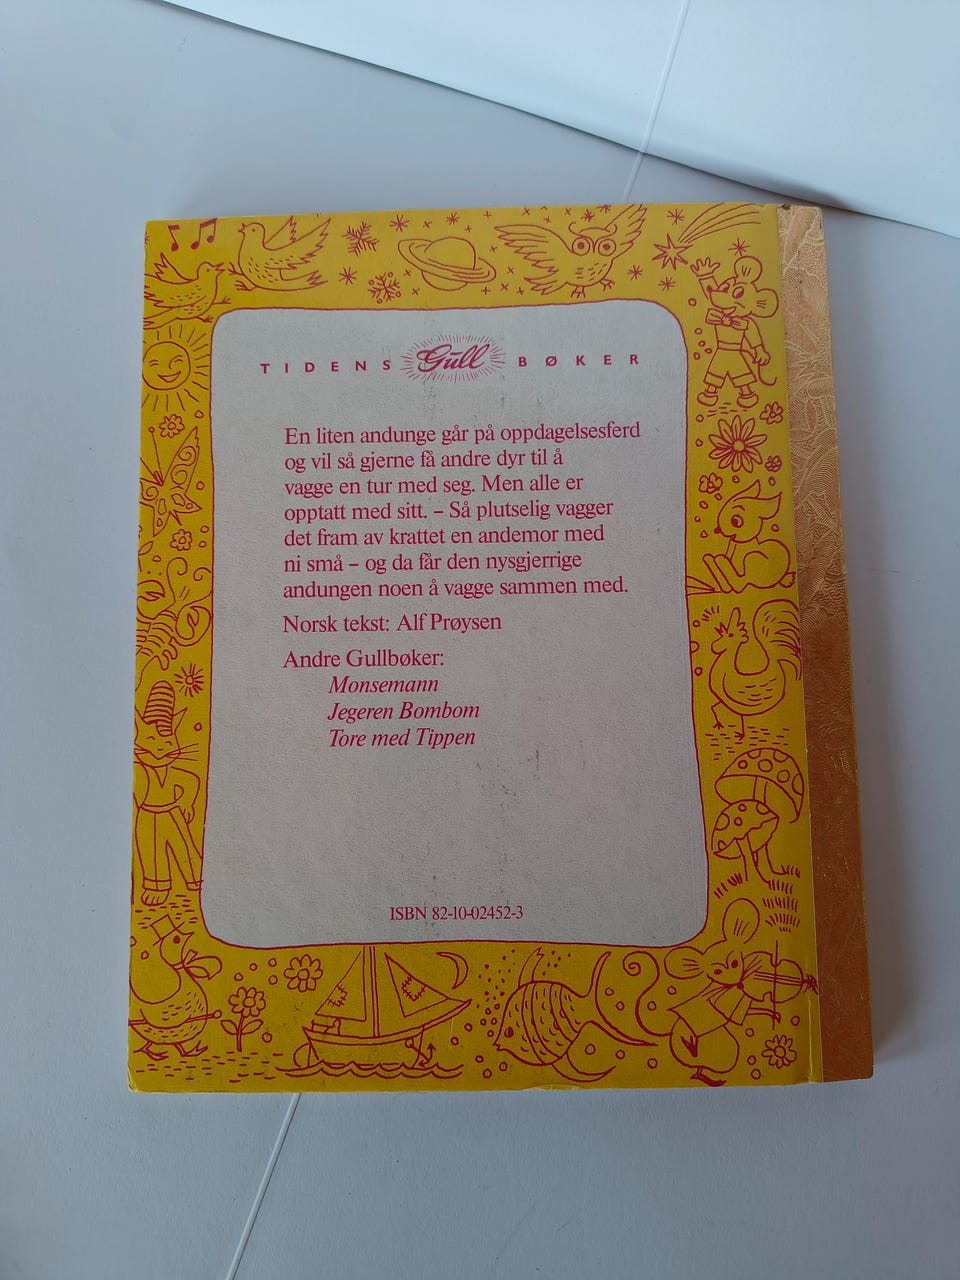 TIDENS Gull BØKER
En liten andunge går på oppdagelsesferd
og vil så gjerne få andre dyr til å
vagge en tur med seg. Men alle er
opptatt med sitt. – Så plutselig vagger
det fram av krattet en andemor med
ni små – og da får den nysgjerrige
andungen noen å vagge sammen med.
Norsk tekst: Alf Prøysen
Andre Gullbøker:
Monsemann
Jegeren Bombom
Tore med Tippen
ISBN 82-10-02452-3